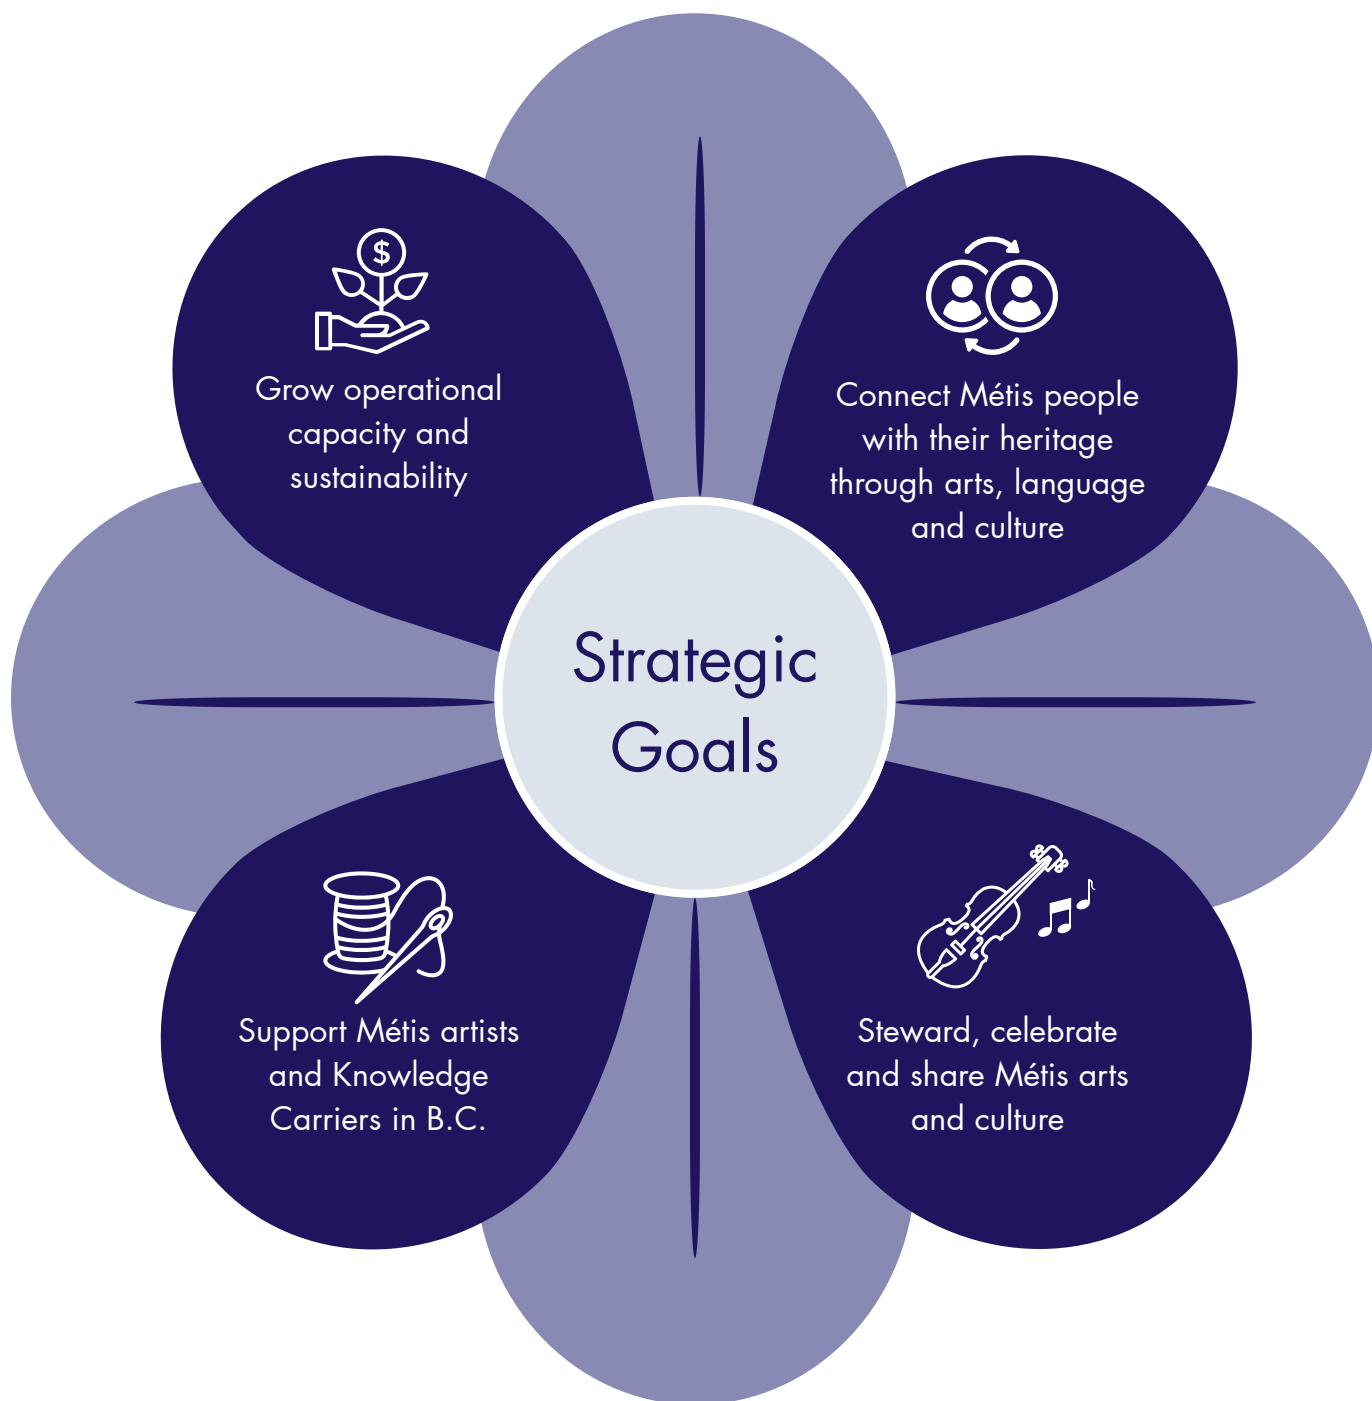 $
Grow operational
capacity and
sustainability
Connect Métis people
with their heritage
through arts, language
and culture
Strategic
Goals
Support Métis artists
and Knowledge
Carriers in B.C.
Steward, celebrate
and share Métis arts
and culture